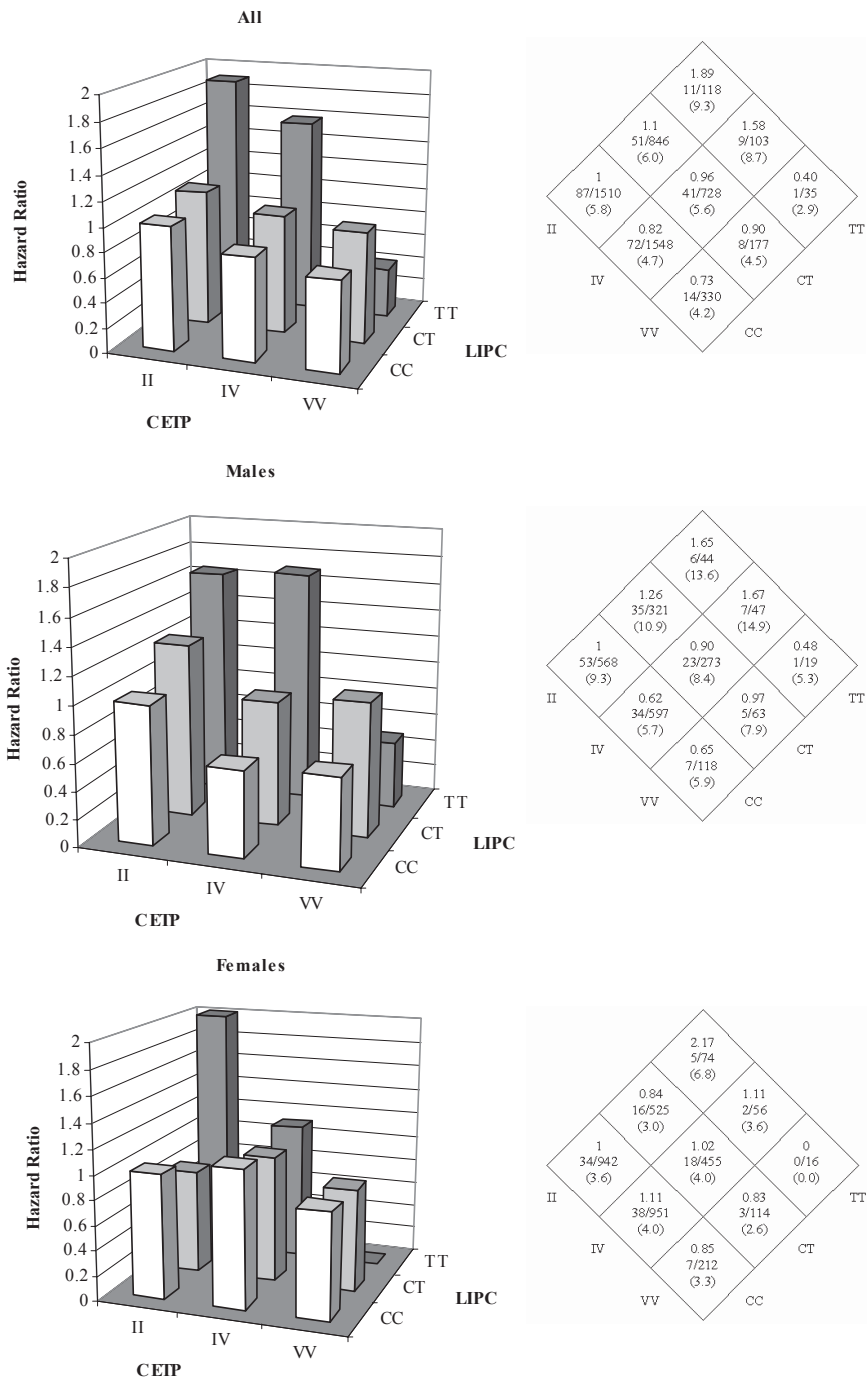 All
2
1.8
1.6
1.4
1.2
1
0.8
0.6
0.4
0.2
0
Hazard Ratio
II
IV
VV
CETP
TT
CT
CC
LIPC
1.89
11/118
(9.3)
1.1
51/846
(6.0)
1.58
9/103
(8.7)
1
87/1510
(5.8)
0.96
41/728
(5.6)
0.40
1/35
(2.9)
0.82
72/1548
(4.7)
0.90
8/177
(4.5)
0.73
14/330
(4.2)
II
IV
VV
TT
CT
CC
Males
2
1.8
1.6
1.4
1.2
1
0.8
0.6
0.4
0.2
0
Hazard Ratio
II
IV
VV
CETP
TT
CT
CC
LIPC
1.65
6/44
(13.6)
1.26
35/321
(10.9)
1.67
7/47
(14.9)
1
53/568
(9.3)
0.90
23/273
(8.4)
0.48
1/19
(5.3)
0.62
34/597
(5.7)
0.97
5/63
(7.9)
0.65
7/118
(5.9)
II
IV
VV
TT
CT
CC
Females
2
1.8
1.6
1.4
1.2
1
0.8
0.6
0.4
0.2
0
Hazard Ratio
II
IV
VV
CETP
TT
CT
CC
LIPC
2.17
5/74
(6.8)
0.84
16/525
(3.0)
1.11
2/56
(3.6)
1
34/942
(3.6)
1.02
18/455
(4.0)
0
0/16
(0.0)
1.11
38/951
(4.0)
0.83
3/114
(2.6)
0.85
7/212
(3.3)
II
IV
VV
TT
CT
CC